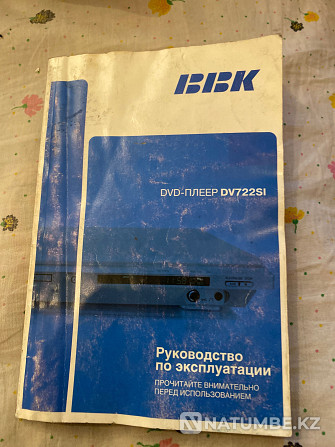 BBK
DVD-ПЛЕЕР DV722SI
Руководство
по эксплуатации
ПРОЧИТАЙТЕ ВНИМАТЕЛЬНО
ПЕРЕД ИСПОЛЬЗОВАНИЕМ
NATUMBE.KZ